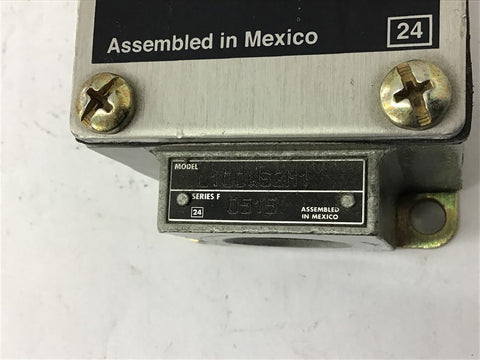 Assembled in Mexico 24
MODEL
SERIES F
24 0515 ASSEMBLED
IN MEXICO